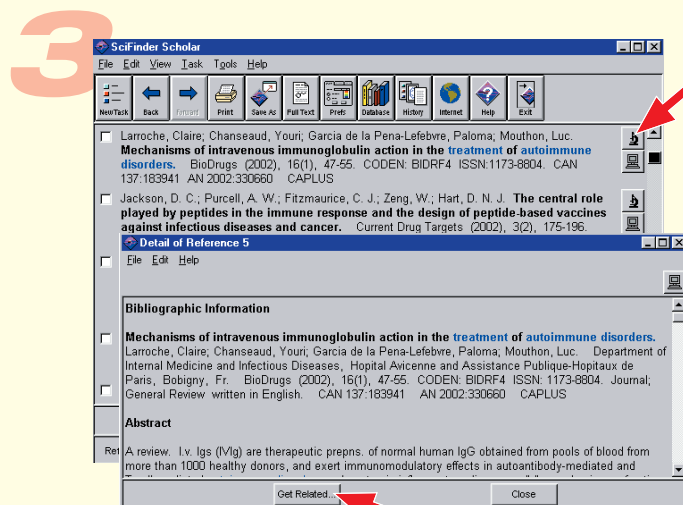 3
SciFinder Scholar
File Edit View Task Tools Help
New Task Back Forward Print Save As Full Text Prefs Database History Internet Help Exit
Larroche, Claire; Chanseaud, Youri; Garcia de la Pena-Lefebvre, Paloma; Mouthon, Luc.
Mechanisms of intravenous immunoglobulin action in the treatment of autoimmune
disorders. BioDrugs (2002), 16(1), 47-55. CODEN: BIDRF4 ISSN:1173-8804. CAN
137:183941 AN 2002:330660 CAPLUS
Jackson, D. C.; Purcell, A. W.; Fitzmaurice, C. J.; Zeng, W.; Hart, D. N. J. The central role
played by peptides in the immune response and the design of peptide-based vaccines
against infectious diseases and cancer. Current Drug Targets (2002), 3(2), 175-196.
Detail of Reference 5
File Edit Help
Bibliographic Information
Mechanisms of intravenous immunoglobulin action in the treatment of autoimmune disorders.
Larroche, Claire; Chanseaud, Youri; Garcia de la Pena-Lefebvre, Paloma; Mouthon, Luc. Department of
Internal Medicine and Infectious Diseases, Hopital Avicenne and Assistance Publique-Hopitaux de
Paris, Bobigny, Fr. BioDrugs (2002), 16(1), 47-55. CODEN: BIDRF4 ISSN: 1173-8804. Journal;
General Review written in English. CAN 137:183941 AN 2002:330660 CAPLUS
Abstract
Ret
A review. I.v. Igs (IVIg) are therapeutic prepns. of normal human IgG obtained from pools of blood from
more than 1000 healthy donors, and exert immunomodulatory effects in autoantibody-mediated and
Get Related... Close